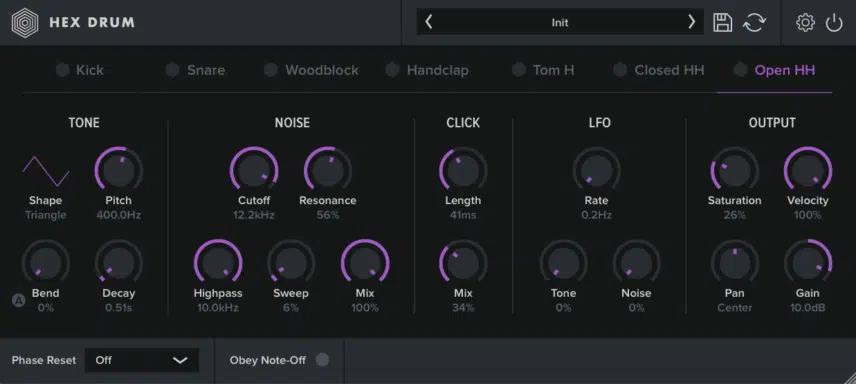 HEX DRUM
Init
Kick Snare Woodblock Handclap Tom H Closed HH Open HH
TONE NOISE CLICK LFO OUTPUT
Shape Pitch Cutoff Resonance Length Rate Saturation Velocity
Triangle 400.0Hz 12.2kHz 56% 41ms 0.2Hz 26% 100%
Bend Decay Highpass Sweep Mix Mix Tone Noise Pan Gain
A 0% 0.51s 10.0kHz 6% 100% 34% 0% 0% Center 10.0dB
Phase Reset Off Obey Note-Off